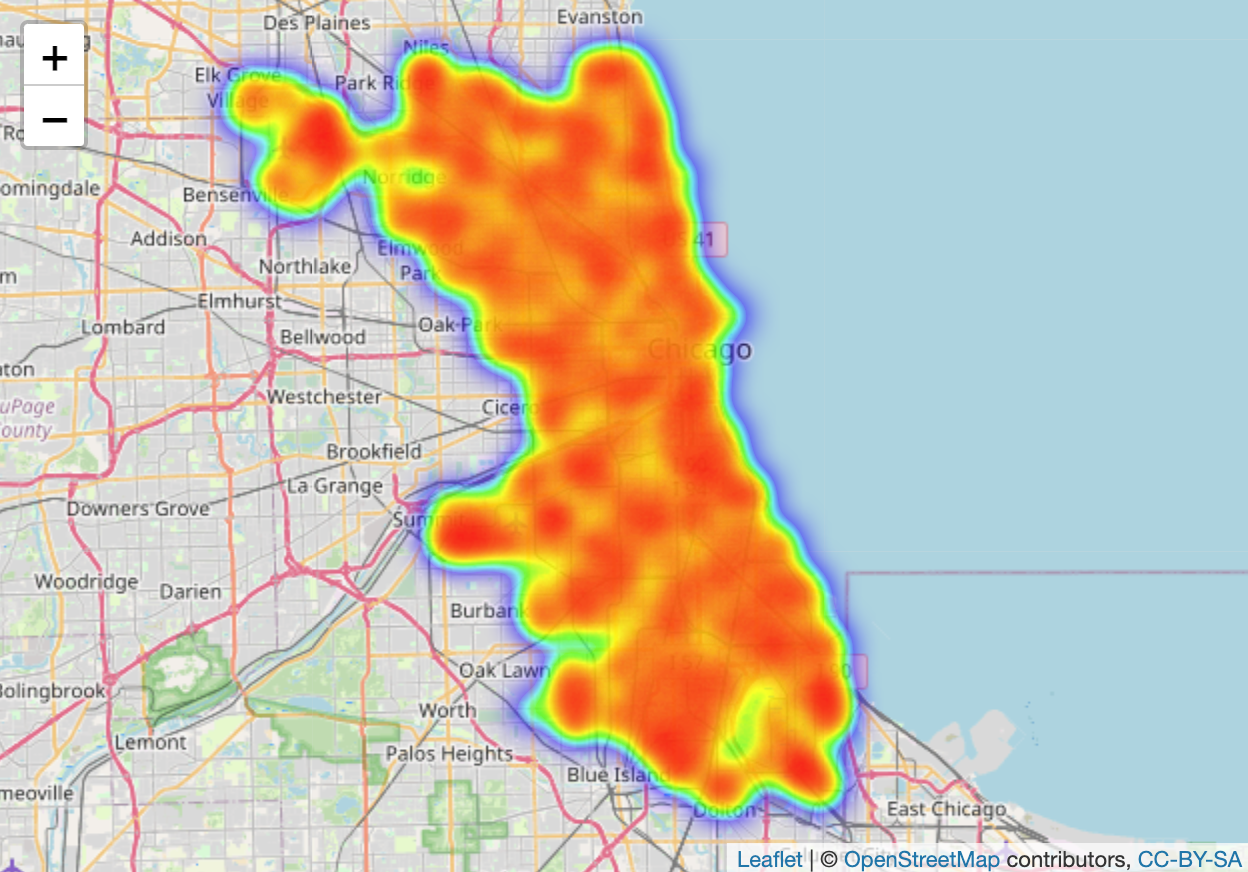 Evanston
Des Plaines
Niles
Elk Grove
Village
Park Ridge
Norridge
omingdale
Bensenville
Addison
41
Elmwood
Park
Northlake
Elmhurst
Lombard
Oak Park
Bellwood
Chicago
Westchester
Cicero
uPage
County
Brookfield
La Grange
Downers Grove
Summit
Woodridge
Darien
Burbank
Oak Lawn
Bolingbrook
Worth
Lemont
Palos Heights
Blue Island
meoville
Dolton
East Chicago
+
−
Leaflet | © OpenStreetMap contributors, CC-BY-SA